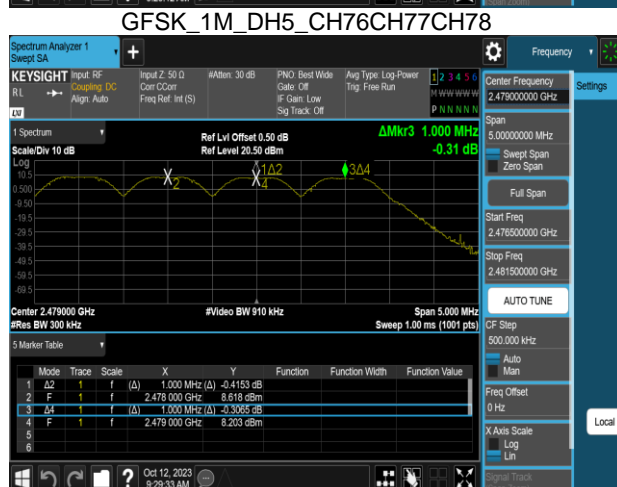 GFSK_1M_DH5_CH76CH77CH78
Spectrum Analyzer 1
Swept SA
Frequency
KEYSIGHT
RL
Input: RF
Coupling: DC
Align: Auto
Input Z: 50 Ω
Corr CCorr
Freq Ref: Int (S)
#Atten: 30 dB
PNO: Best Wide
Gate: Off
IF Gain: Low
Sig Track: Off
Avg Type: Log-Power
Trig: Free Run
1 2 3 4 5 6
M W W W W W
P N N N N N
LXI
1 Spectrum
Scale/Div 10 dB
Ref Lvl Offset 0.50 dB
Ref Level 20.50 dBm
ΔMkr3 1.000 MHz
-0.31 dB
Log
10.5
0.500
-9.50
-19.5
-29.5
-39.5
-49.5
-59.5
-69.5
2
1Δ2
4
3Δ4
Center 2.479000 GHz
#Res BW 300 kHz
#Video BW 910 kHz
Span 5.000 MHz
Sweep 1.00 ms (1001 pts)
5 Marker Table
Mode Trace Scale X Y Function Function Width Function Value
1 Δ2 1 f (Δ) 1.000 MHz (Δ) -0.4153 dB
2 F 1 f 2.478 000 GHz 8.618 dBm
3 Δ4 1 f (Δ) 1.000 MHz (Δ) -0.3065 dB
4 F 1 f 2.479 000 GHz 8.203 dBm
5
6
Oct 12, 2023
9:29:33 AM
Center Frequency
2.479000000 GHz
Settings
Span
5.00000000 MHz
Swept Span
Zero Span
Full Span
Start Freq
2.476500000 GHz
Stop Freq
2.481500000 GHz
AUTO TUNE
CF Step
500.000 kHz
Auto
Man
Freq Offset
0 Hz
Local
X Axis Scale
Log
Lin
Signal Track